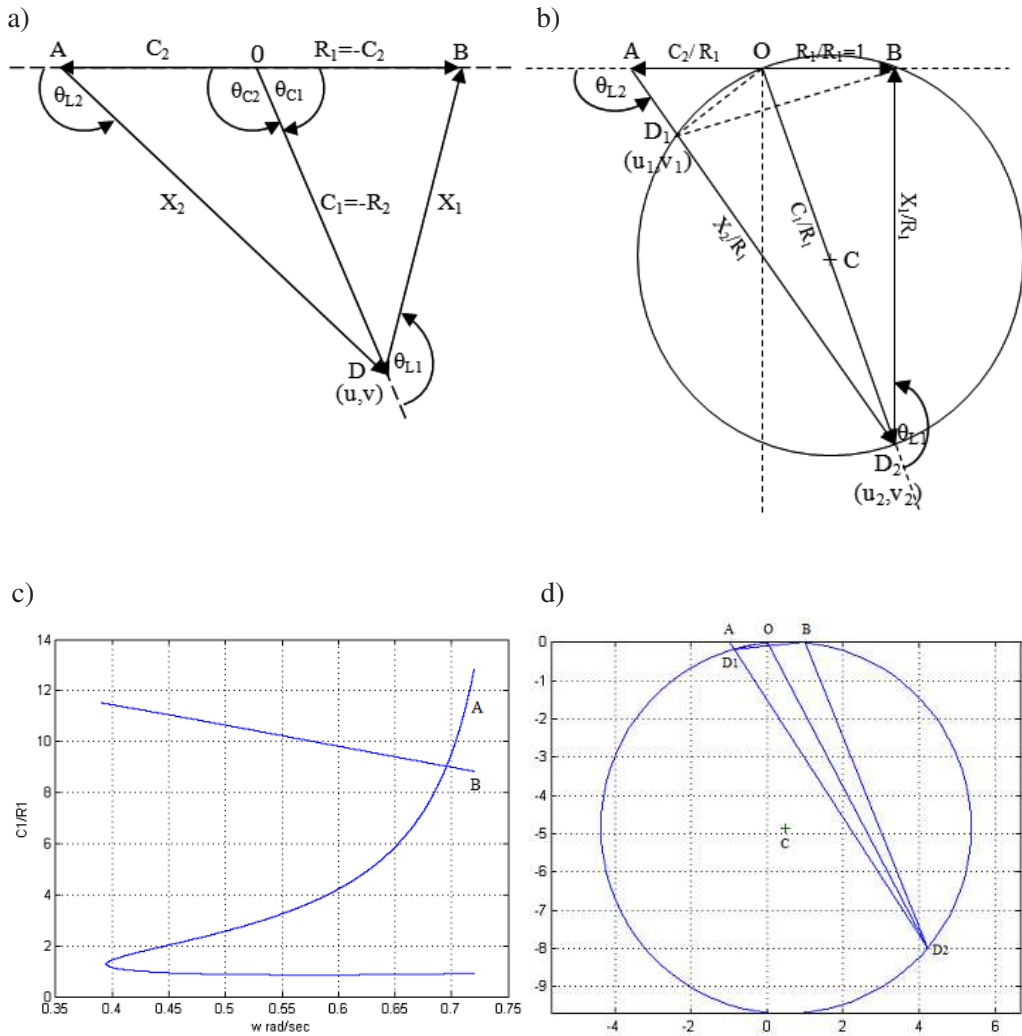 a)
A
C₂
0
R₁=-C₂
B
θL2
θC2
θC1
X₂
C₁=-R₂
X₁
D
(u,v)
θL1
b)
A
C₂/ R₁
O
R₁/R₁=1
B
θL2
D₁
(u₁,v₁)
X₂/R₁
C₁/R₁
C
X₁/R₁
θL1
D₂
(u₂,v₂)
c)
14
12
10
8
6
4
2
0
C1/R1
A
B
0.35 0.4 0.45 0.5 0.55 0.6 0.65 0.7 0.75
w rad/sec
d)
A O B
0
D1
-1
-2
-3
-4
-5
-6
-7
-8
-9
C
D2
-4 -2 0 2 4 6